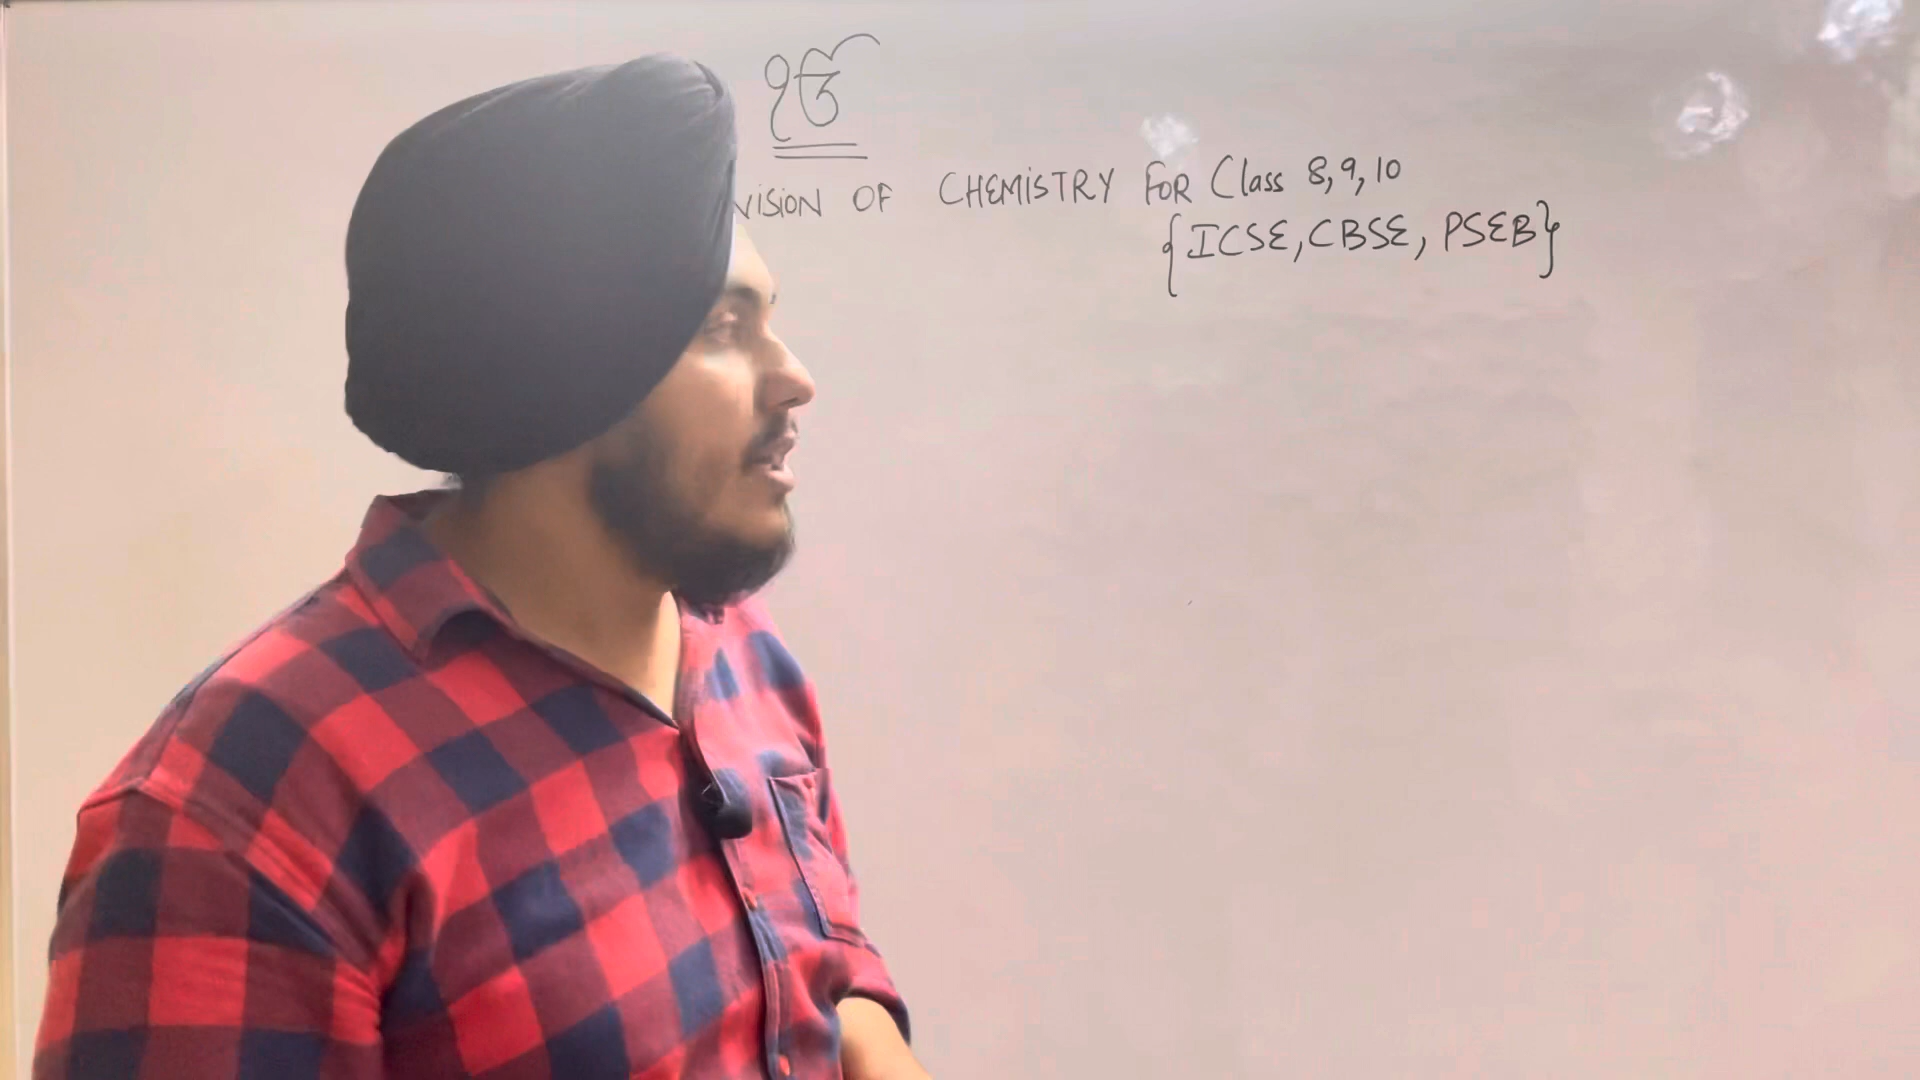 ੴ
VISION OF CHEMISTRY FOR Class 8,9,10
{ICSE, CBSE, PSEB}